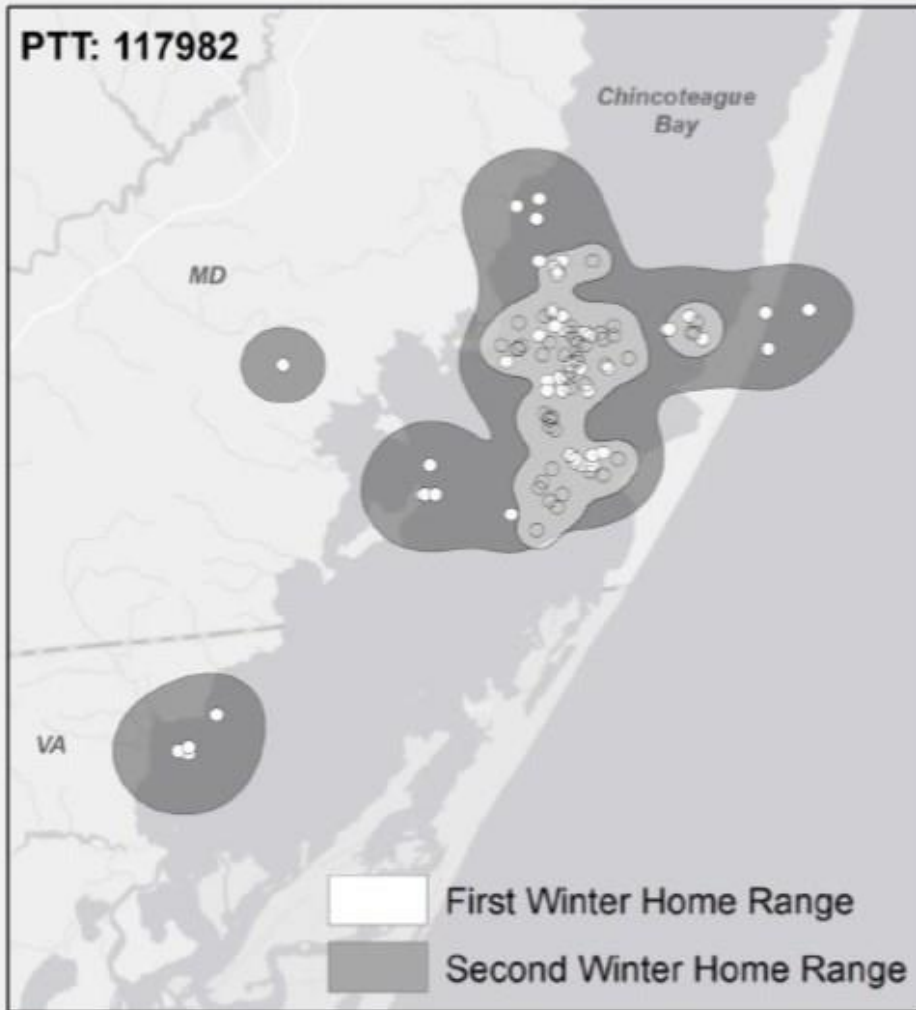 PTT: 117982
Chincoteague
Bay
MD
VA
First Winter Home Range
Second Winter Home Range